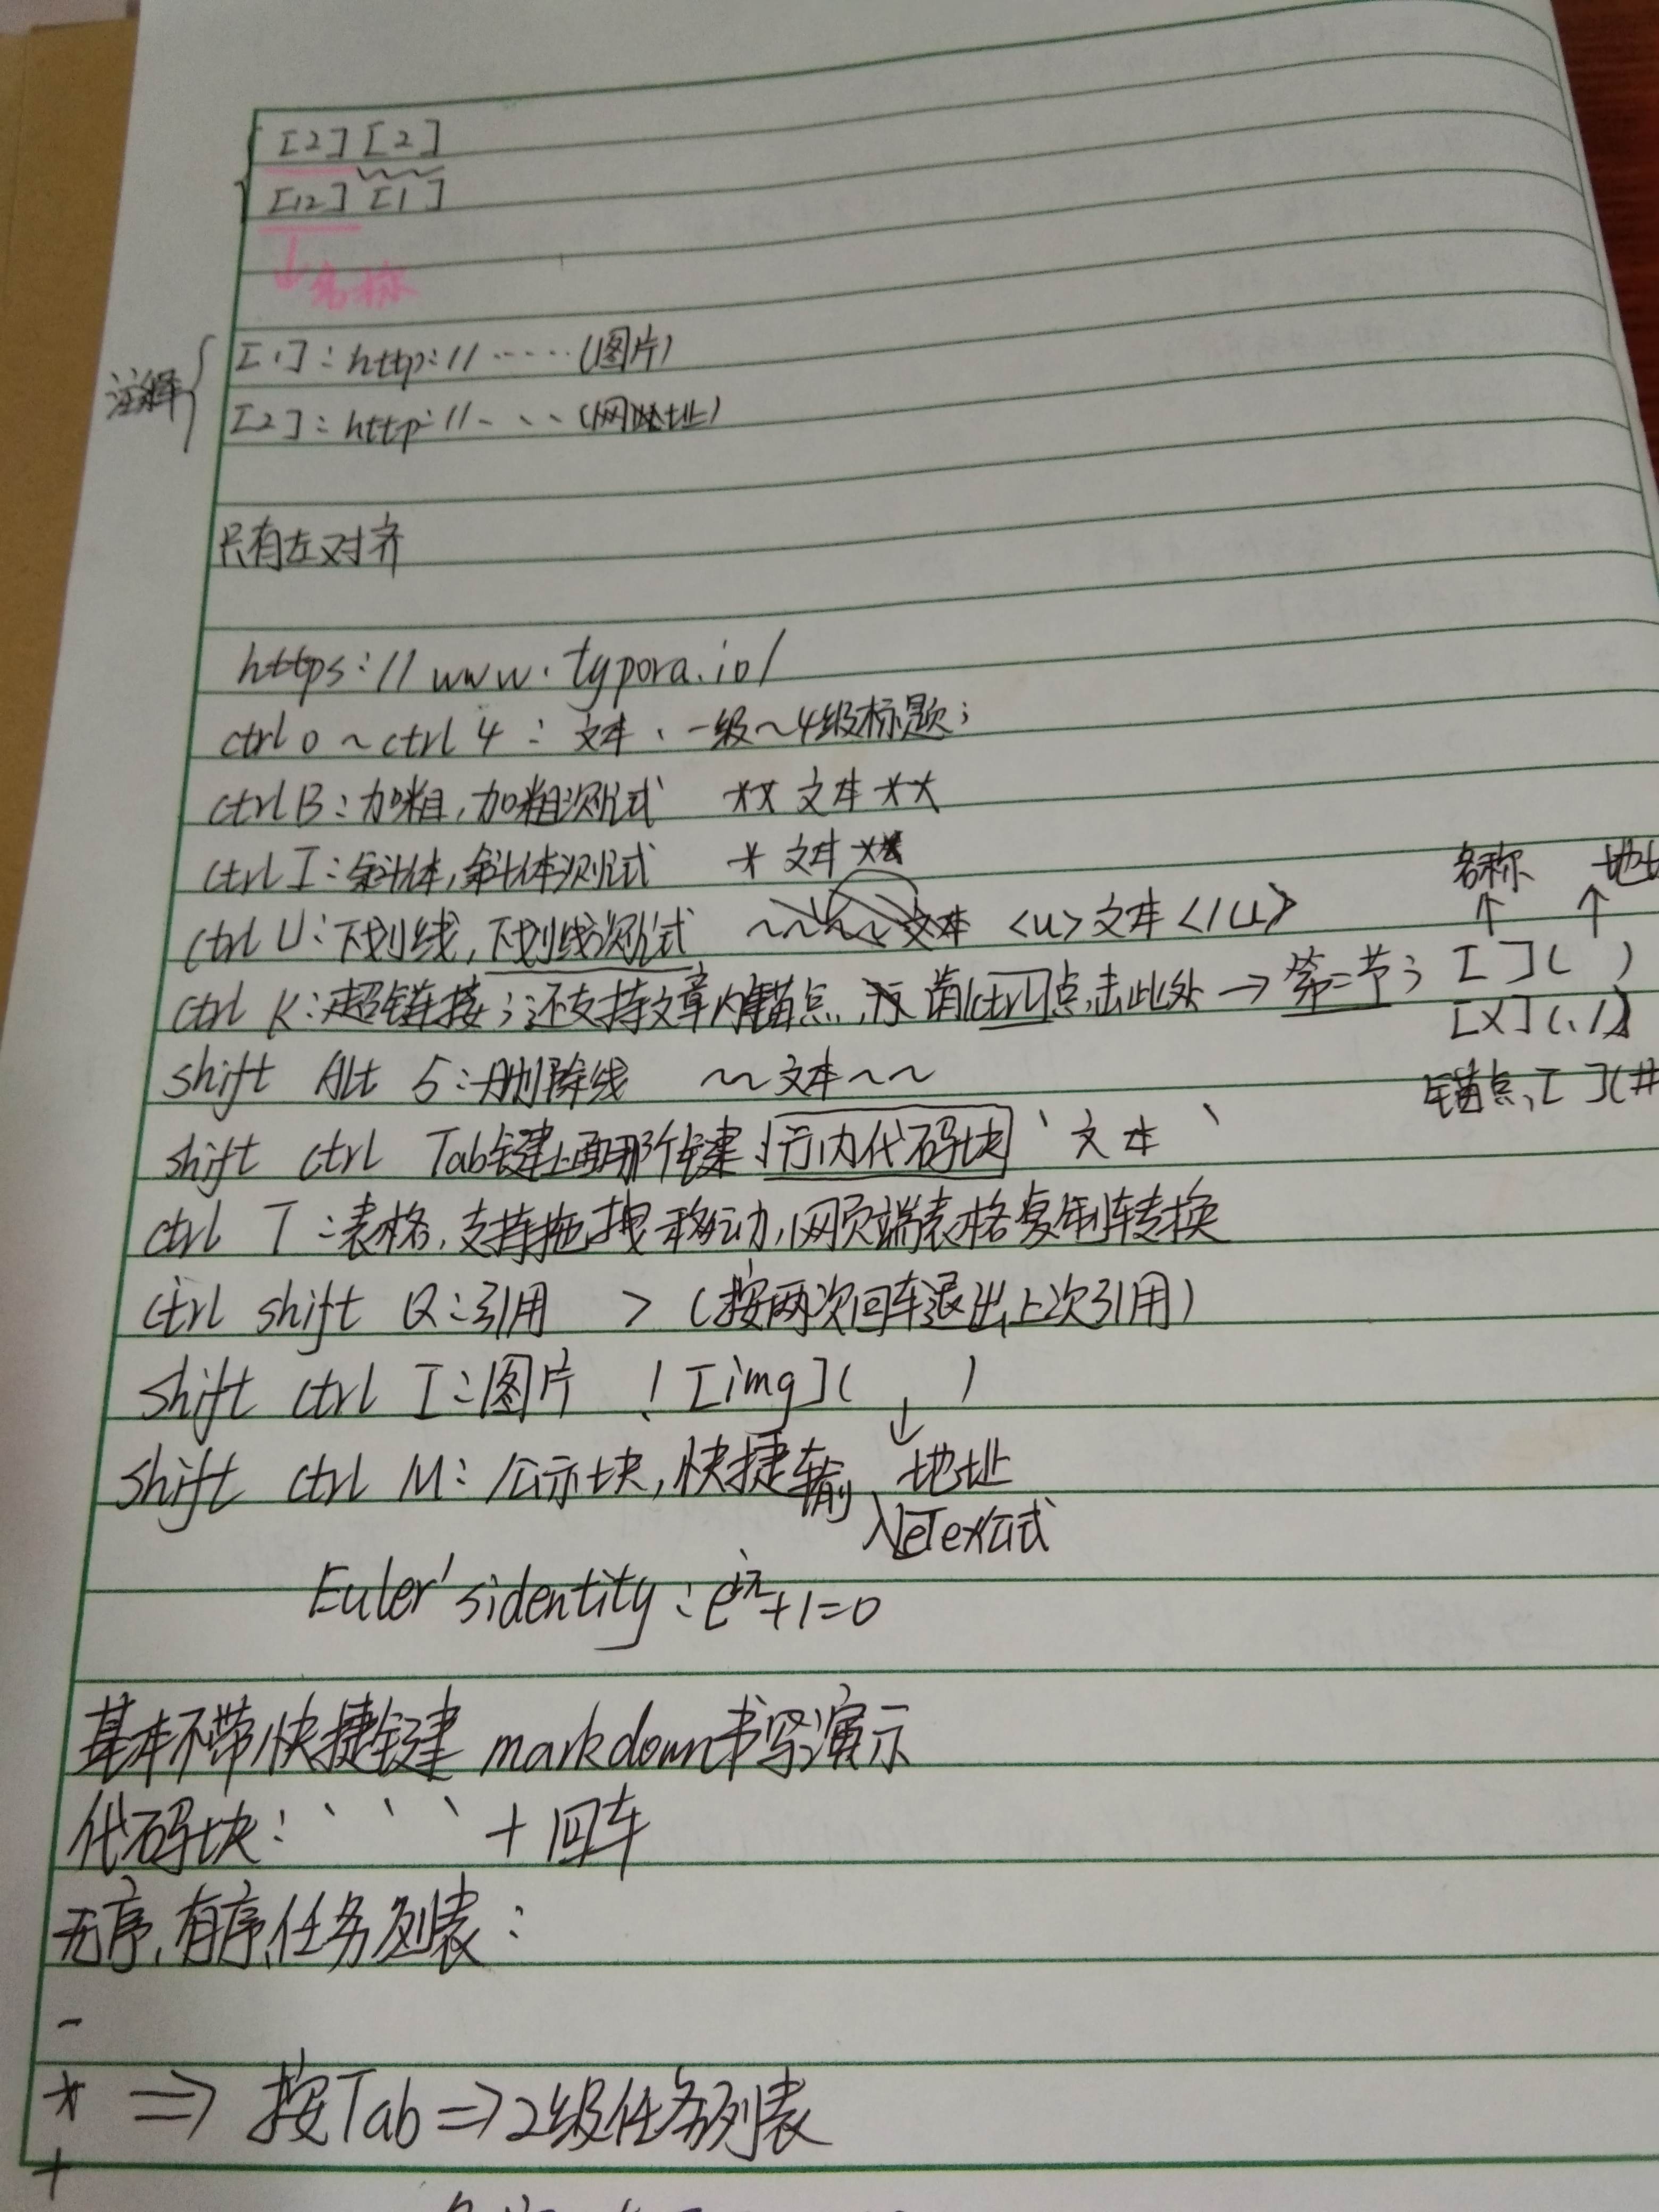 [2][2]
[12][1]
↓名称
注释
[1]: http:// ······(图片)
[2]: http://、、、(网址)
只有左对齐
https://www.typora.io/
ctrl 0 ~ ctrl 4 : 文本、一级~4级标题;
ctrl B:加粗,加粗测试 ** 文本 **
ctrl I:斜体,斜体测试 * 文本 *
ctrl U:下划线,下划线测试 <u>文本</u>
名称 地址
↑ ↑
ctrl K:超链接;还支持文章内锚点, 请ctrl点击此处→第二节; [ ]( )
[X](./)
shift Alt 5:删除线 ~~文本~~
锚点,[ ](#
shift ctrl Tab键上面那个键 行内代码块 `文本`
ctrl T:表格,支持拖拽移动,网页端表格复制转换
ctrl shift Q:引用 > (按两次回车退出上次引用)
shift ctrl I:图片 ![img]( )
↓
地址
shift ctrl M:公示块,快捷输入
Euler's identity : e^iπ+1=0
基本不带快捷键 markdown书写演示
代码块: ` ` ` + 回车
无序,有序,任务列表:
-
* ⇒ 按Tab⇒2级任务列表
+